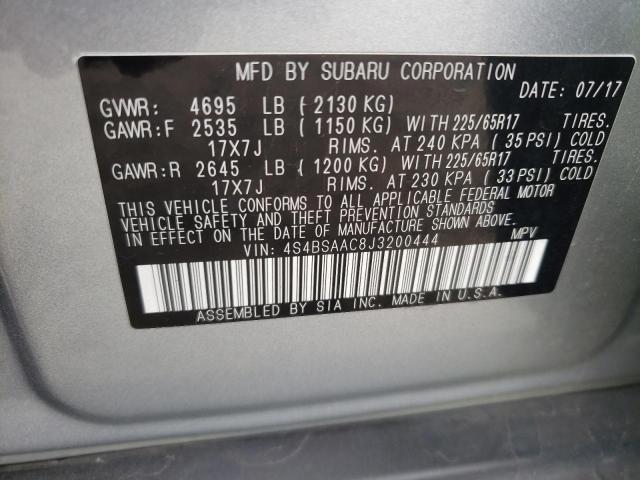 MFD BY SUBARU CORPORATION
DATE: 07/17
GVWR: 4695 LB (2130 KG)
GAWR:F 2535 LB (1150 KG) WITH 225/65R17 TIRES.
17X7J RIMS. AT 240 KPA (35 PSI) COLD
GAWR:R 2645 LB (1200 KG) WITH 225/65R17 TIRES.
17X7J RIMS. AT 230 KPA (33 PSI) COLD
THIS VEHICLE CONFORMS TO ALL APPLICABLE FEDERAL MOTOR
VEHICLE SAFETY AND THEFT PREVENTION STANDARDS
IN EFFECT ON THE DATE OF MANUFACTURE SHOWN ABOVE.
VIN: 4S4BSAAC8J3200444 MPV
ASSEMBLED BY SIA INC. MADE IN U.S.A.